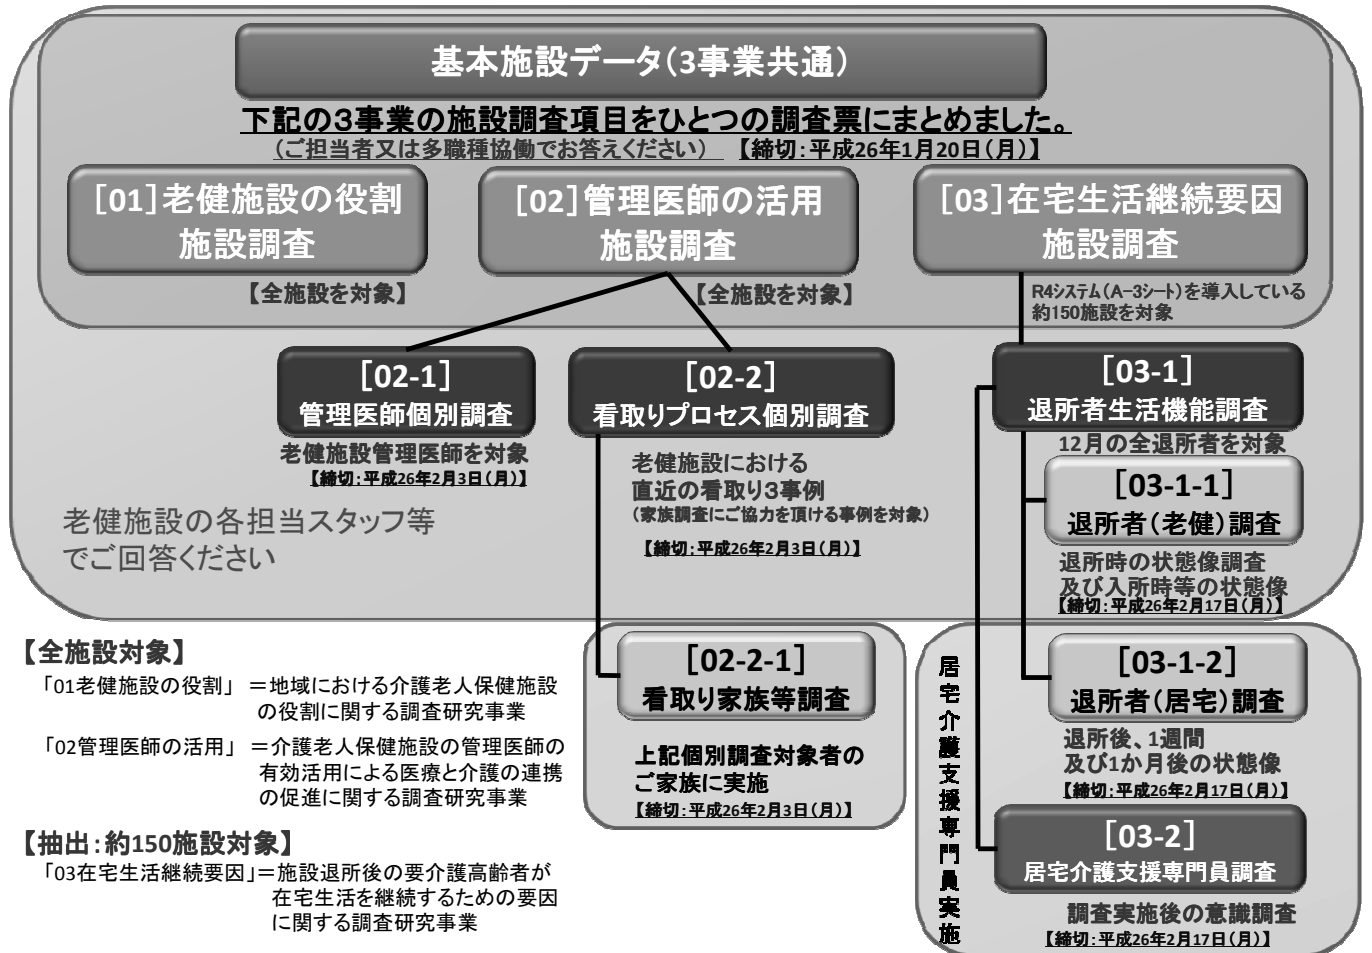 基本施設データ（3事業共通）
下記の３事業の施設調査項目をひとつの調査票にまとめました。
（ご担当者又は多職種協働でお答えください）　【締切：平成26年1月20日（月）】
［01］老健施設の役割
施設調査
【全施設を対象】
［02］管理医師の活用
施設調査
【全施設を対象】
［03］在宅生活継続要因
施設調査
R4システム（A−3シート）を導入している
約150施設を対象
［02-1］
管理医師個別調査
老健施設管理医師を対象
【締切：平成26年2月3日（月）】
［02-2］
看取りプロセス個別調査
老健施設における
直近の看取り３事例
（家族調査にご協力を頂ける事例を対象）
【締切：平成26年2月3日（月）】
［03-1］
退所者生活機能調査
12月の全退所者を対象
［03-1-1］
退所者（老健）調査
退所時の状態像調査
及び入所時等の状態像
【締切：平成26年2月17日（月）】
老健施設の各担当スタッフ等
でご回答ください
［02-2-1］
看取り家族等調査
上記個別調査対象者の
ご家族に実施
【締切：平成26年2月3日（月）】
居宅介護支援専門員実施
［03-1-2］
退所者（居宅）調査
退所後、1週間
及び1か月後の状態像
【締切：平成26年2月17日（月）】
［03-2］
居宅介護支援専門員調査
調査実施後の意識調査
【締切：平成26年2月17日（月）】
【全施設対象】
「01老健施設の役割」　＝地域における介護老人保健施設
の役割に関する調査研究事業
「02管理医師の活用」　＝介護老人保健施設の管理医師の
有効活用による医療と介護の連携
の促進に関する調査研究事業
【抽出：約150施設対象】
「03在宅生活継続要因」＝施設退所後の要介護高齢者が
在宅生活を継続するための要因
に関する調査研究事業